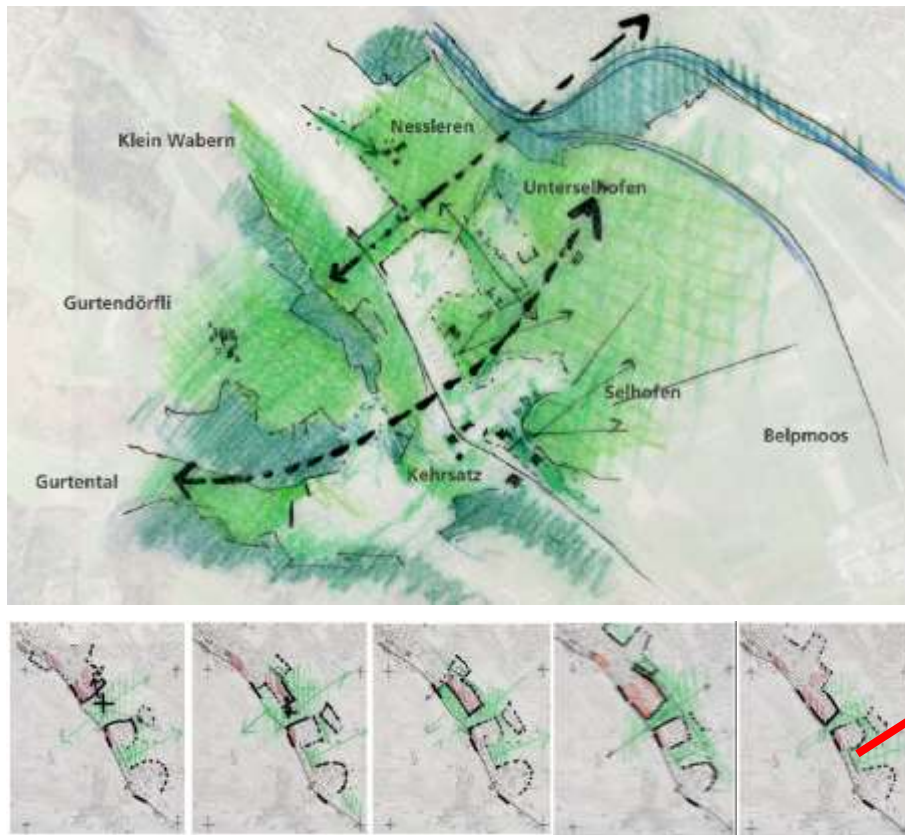 Nessleren
Klein Wabern
Unterselhofen
Gurtendörfli
Selhofen
Belpmoos
Kehrsatz
Gurtental